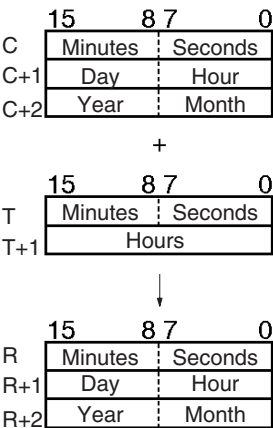 15 8 7 0
C Minutes Seconds
C+1 Day Hour
C+2 Year Month
+
15 8 7 0
T Minutes Seconds
T+1 Hours
15 8 7 0
R Minutes Seconds
R+1 Day Hour
R+2 Year Month